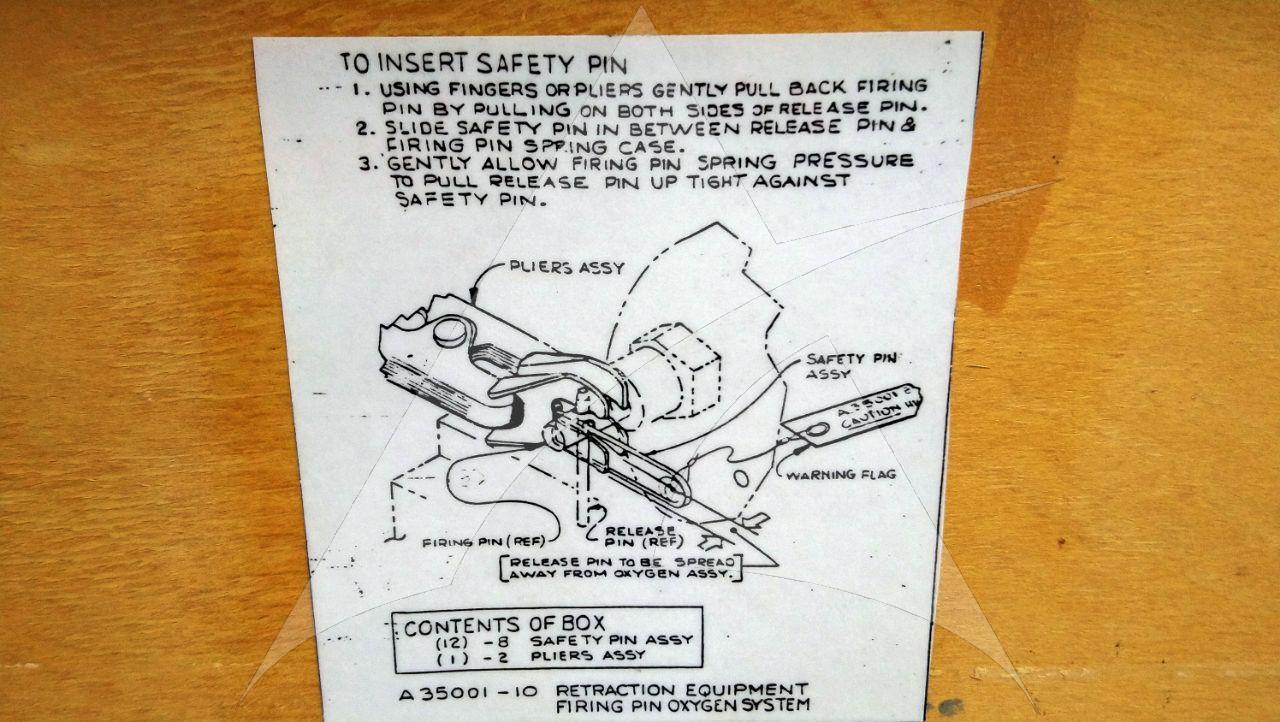 TO INSERT SAFETY PIN
1. USING FINGERS OR PLIERS GENTLY PULL BACK FIRING
PIN BY PULLING ON BOTH SIDES OF RELEASE PIN.
2. SLIDE SAFETY PIN IN BETWEEN RELEASE PIN &
FIRING PIN SPRING CASE.
3. GENTLY ALLOW FIRING PIN SPRING PRESSURE
TO PULL RELEASE PIN UP TIGHT AGAINST
SAFETY PIN.
PLIERS ASSY
SAFETY PIN
ASSY
CAUTION
WARNING FLAG
FIRING PIN (REF)
RELEASE
PIN (REF)
[RELEASE PIN TO BE SPREAD
AWAY FROM OXYGEN ASSY.]
CONTENTS OF BOX
(12) -8 SAFETY PIN ASSY
(1) -2 PLIERS ASSY
A35001-10 RETRACTION EQUIPMENT
FIRING PIN OXYGEN SYSTEM